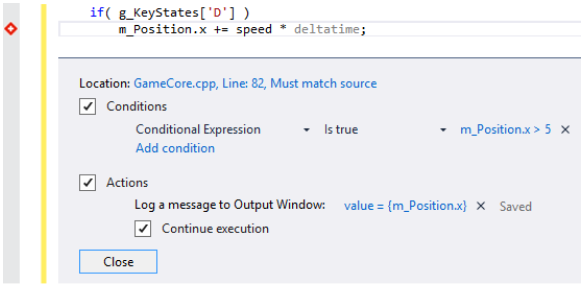 if( g_KeyStates['D'] )
m_Position.x += speed * deltatime;
Location: GameCore.cpp, Line: 82, Must match source
Conditions
Conditional Expression Is true m_Position.x > 5 ×
Add condition
Actions
Log a message to Output Window: value = {m_Position.x} × Saved
Continue execution
Close